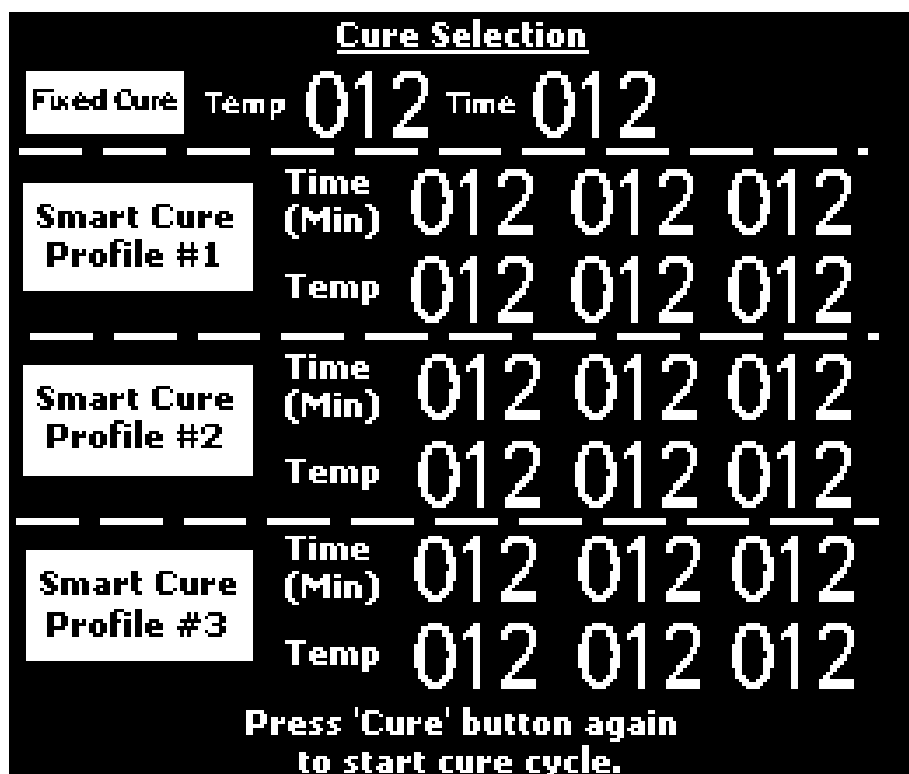 Cure Selection
Fixed Cure Temp 012 Time 012
Smart Cure
Profile #1
Time
(Min) 012 012 012
Temp 012 012 012
Smart Cure
Profile #2
Time
(Min) 012 012 012
Temp 012 012 012
Smart Cure
Profile #3
Time
(Min) 012 012 012
Temp 012 012 012
Press 'Cure' button again
to start cure cycle.